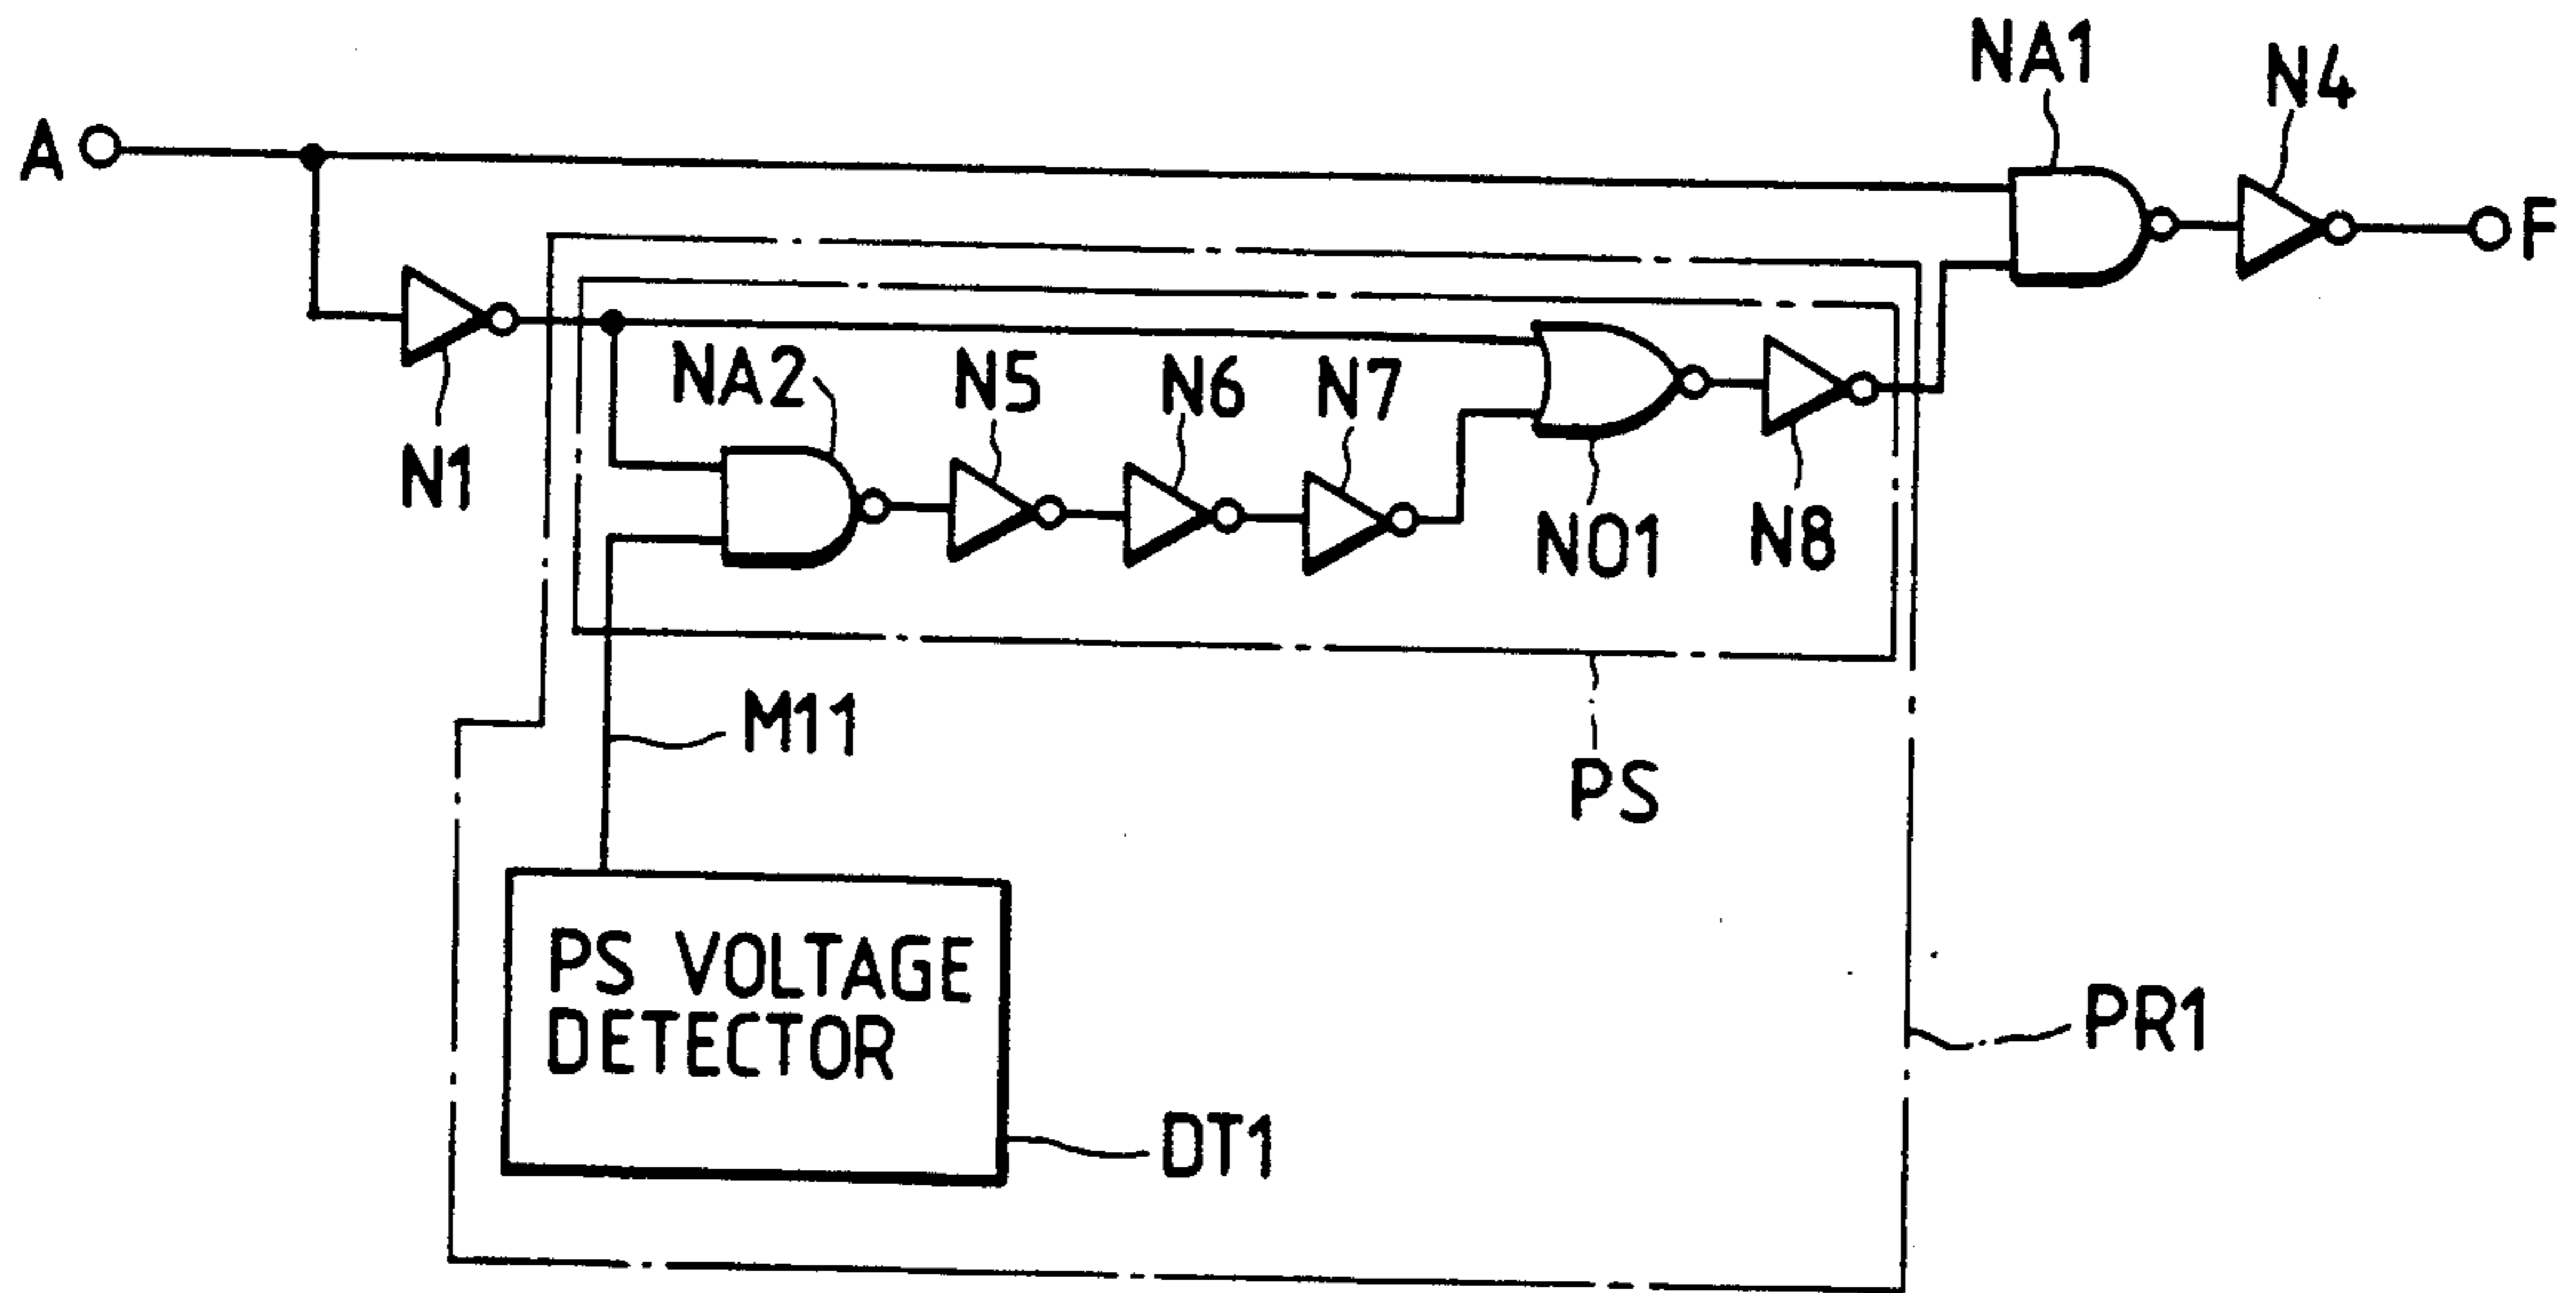 NA1
N4
A
F
N1
NA2
N5
N6
N7
NO1
N8
M11
PS
PS VOLTAGE
DETECTOR
PR1
DT1